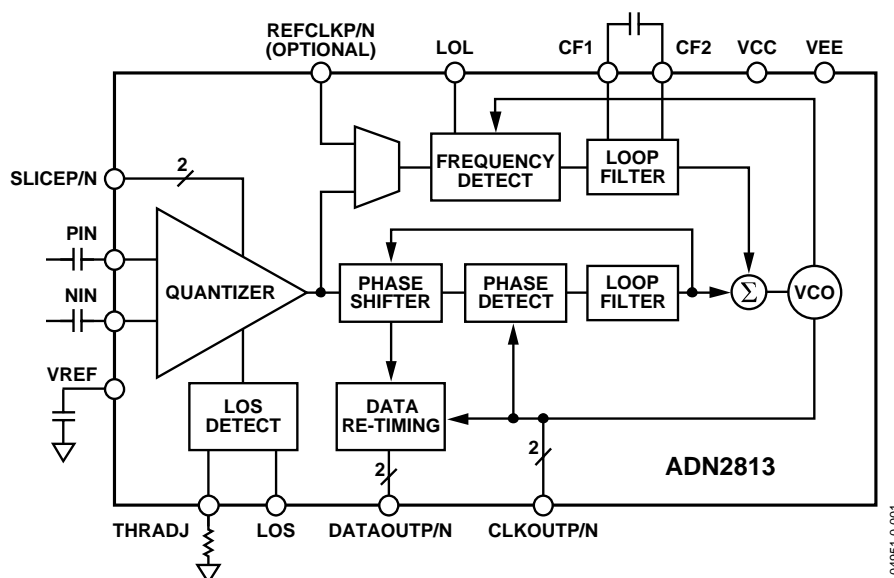 REFCLKP/N
(OPTIONAL)
LOL
CF1
CF2
VCC
VEE
SLICEP/N
2
FREQUENCY
DETECT
LOOP
FILTER
PIN
NIN
QUANTIZER
PHASE
SHIFTER
PHASE
DETECT
LOOP
FILTER
Σ
VCO
VREF
LOS
DETECT
DATA
RE-TIMING
2
2
ADN2813
THRADJ
LOS
DATAOUTP/N
CLKOUTP/N
04951-0-001